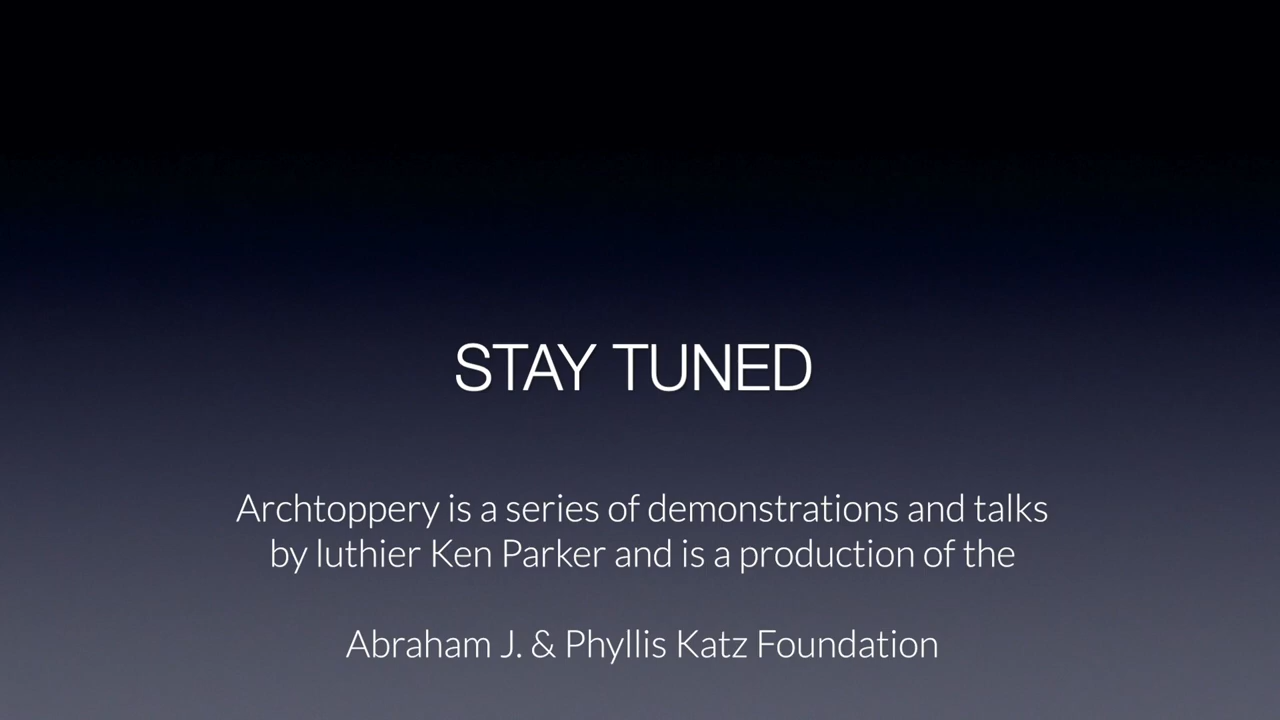 STAY TUNED
Archtoppery is a series of demonstrations and talks
by luthier Ken Parker and is a production of the
Abraham J. & Phyllis Katz Foundation